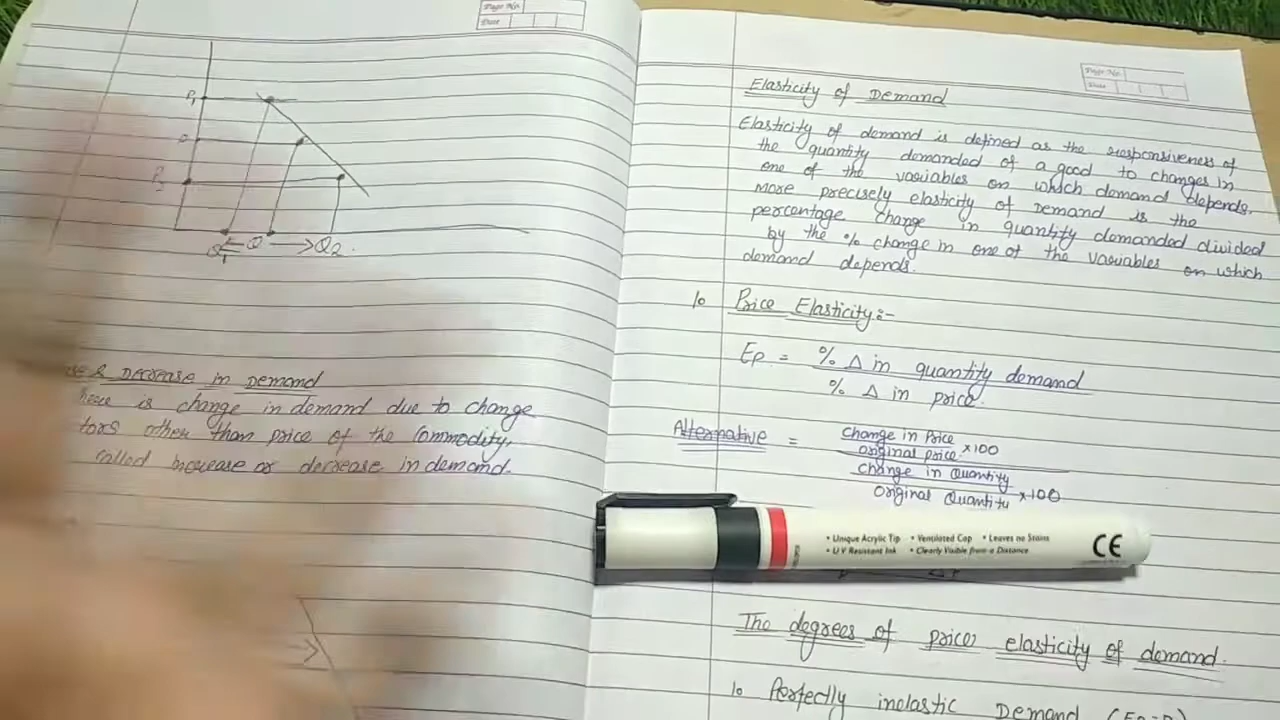 Page No.
Date
P1
P
P2
Q1 Q Q2
& Decrease in Demand
there is change in demand due to change
tors other than price of the Commodity,
called increase or decrease in demand.
Page No.
Date
Elasticity of Demand
Elasticity of demand is defined as the responsiveness of
the quantity demanded of a good to changes in
one of the variables on which demand depends.
more precisely elasticity of Demand is the
percentage change in quantity demanded divided
by the % change in one of the variables on which
demand depends.
1. Price Elasticity:-
Ep = % Δ in quantity demand
% Δ in price.
Alternative = change in Price ×100
original price
change in Quantity
Original Quantity ×100
• Unique Acrylic Tip • Ventilated Cap • Leaves no Stains
• U V Resistant Ink • Clearly Visible from a Distance
CE
The degrees of price elasticity of demand.
1. Perfectly inelastic Demand